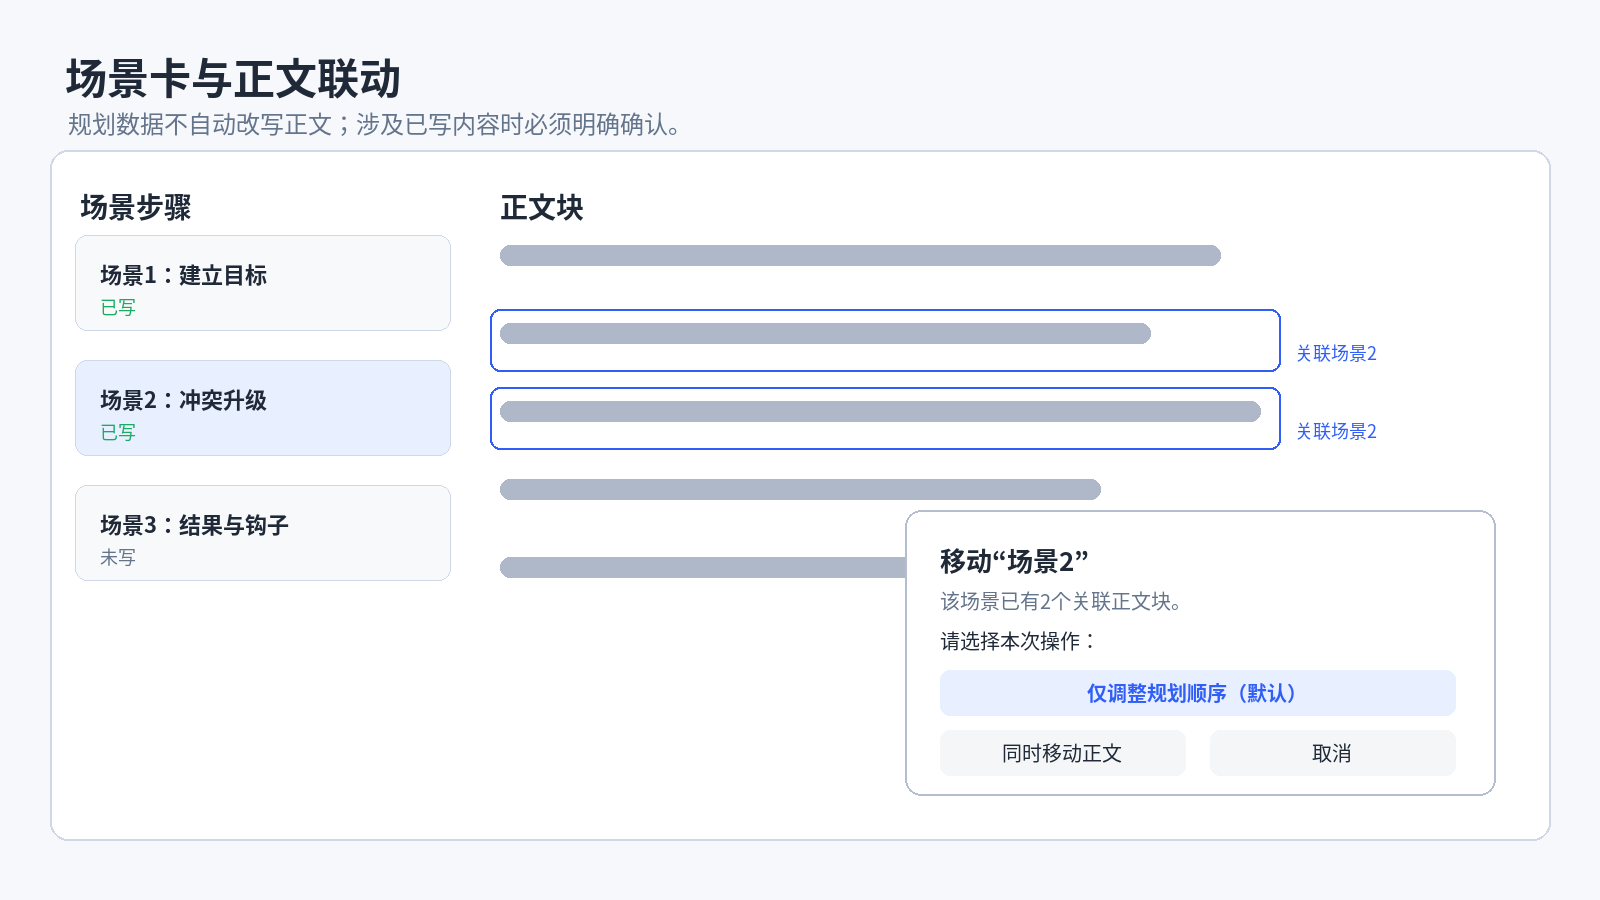 场景卡与正文联动
规划数据不自动改写正文；涉及已写内容时必须明确确认。
场景步骤
场景1：建立目标
已写
场景2：冲突升级
已写
场景3：结果与钩子
未写
正文块
关联场景2
关联场景2
移动“场景2”
该场景已有2个关联正文块。
请选择本次操作：
仅调整规划顺序（默认）
同时移动正文
取消